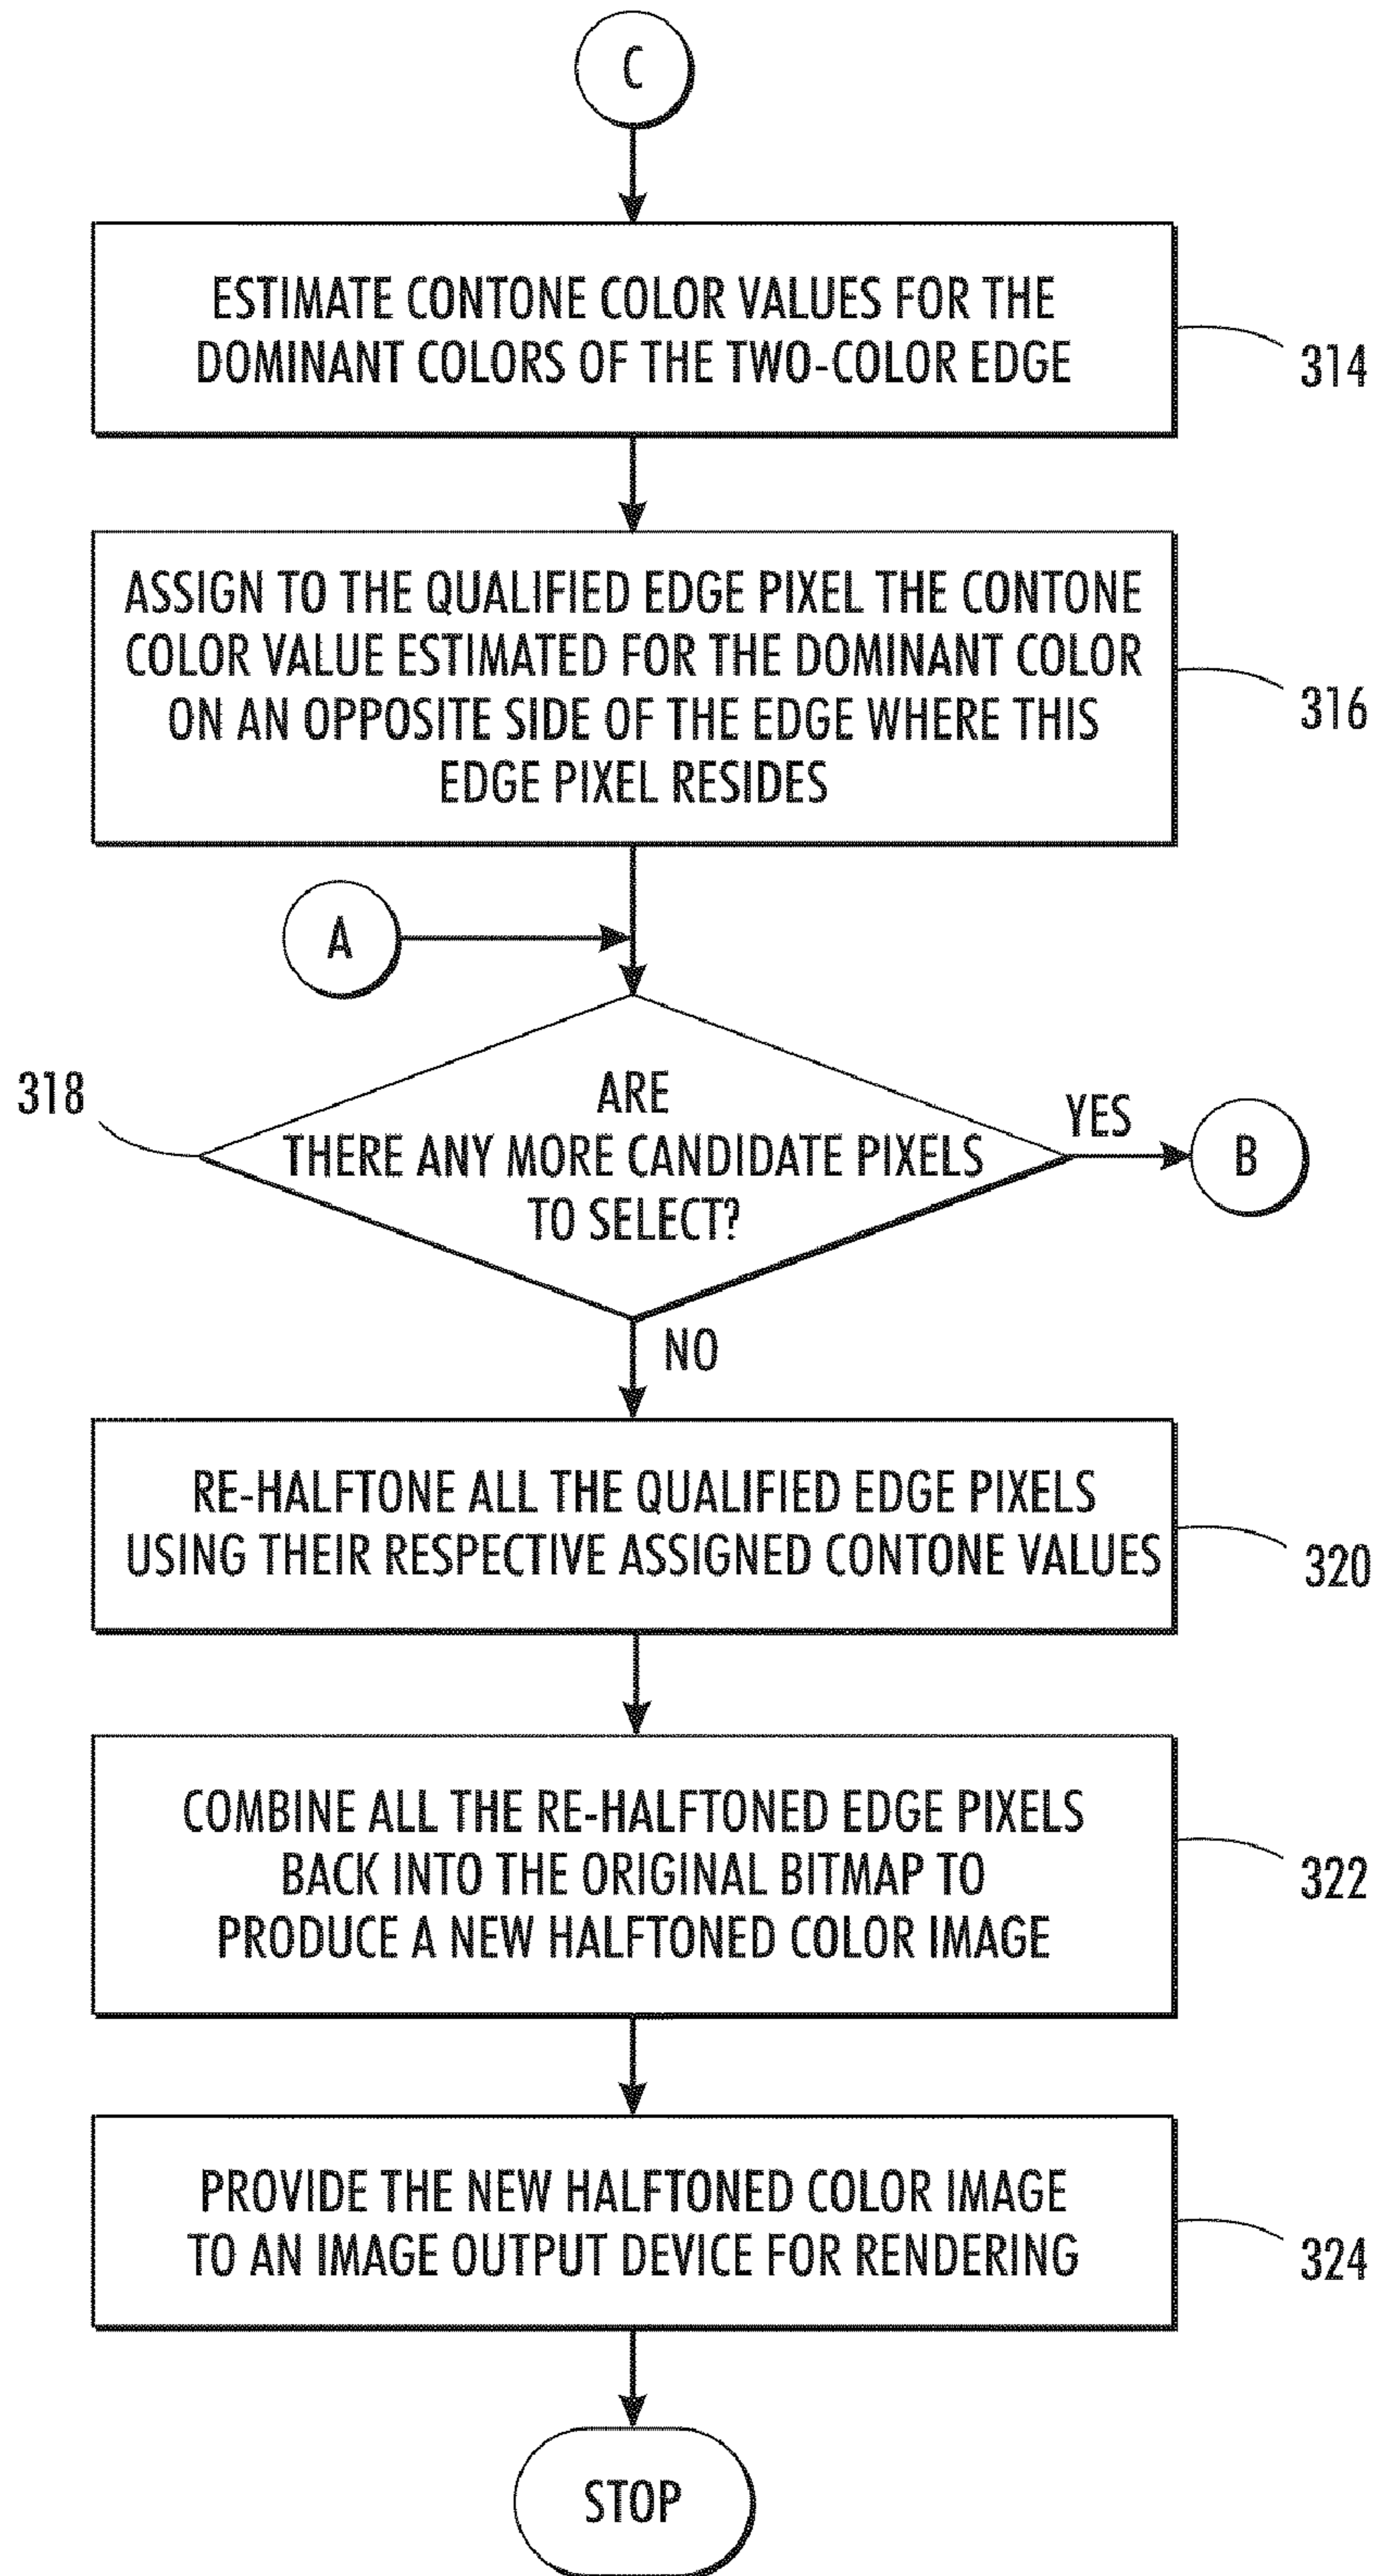 C
ESTIMATE CONTONE COLOR VALUES FOR THE
DOMINANT COLORS OF THE TWO-COLOR EDGE
314
ASSIGN TO THE QUALIFIED EDGE PIXEL THE CONTONE
COLOR VALUE ESTIMATED FOR THE DOMINANT COLOR
ON AN OPPOSITE SIDE OF THE EDGE WHERE THIS
EDGE PIXEL RESIDES
316
A
318
ARE
THERE ANY MORE CANDIDATE PIXELS
TO SELECT?
YES
B
NO
RE-HALFTONE ALL THE QUALIFIED EDGE PIXELS
USING THEIR RESPECTIVE ASSIGNED CONTONE VALUES
320
COMBINE ALL THE RE-HALFTONED EDGE PIXELS
BACK INTO THE ORIGINAL BITMAP TO
PRODUCE A NEW HALFTONED COLOR IMAGE
322
PROVIDE THE NEW HALFTONED COLOR IMAGE
TO AN IMAGE OUTPUT DEVICE FOR RENDERING
324
STOP